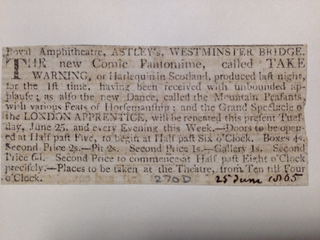 Royal Amphitheatre, ASTLEY's, WESTMINSTER BRIDGE.
THE new Comic Pantomime, called TAKE
WARNING, or Harlequin in Scotland, produced last night,
for the 1st time, having been received with unbounded ap-
plause; as also the new Dance, called the Mountain Peasants,
with various Feats of Horsemanship; and the Grand Spectacle o'
the LONDON APPRENTICE, will be repeated this present Tues-
day, June 25, and every Evening this Week.—Doors to be open-
ed at Half past Five, to begin at Half past Six o'Clock. Boxes 4s.
Second Price 2s.—Pit 2s. Second Price 1s.—Gallery 1s. Second
Price 6d. Second Price to commence at Half past Eight o'Clock
precisely.—Places to be taken at the Theatre, from Ten till Four
o'Clock.
270D 25 June 1805